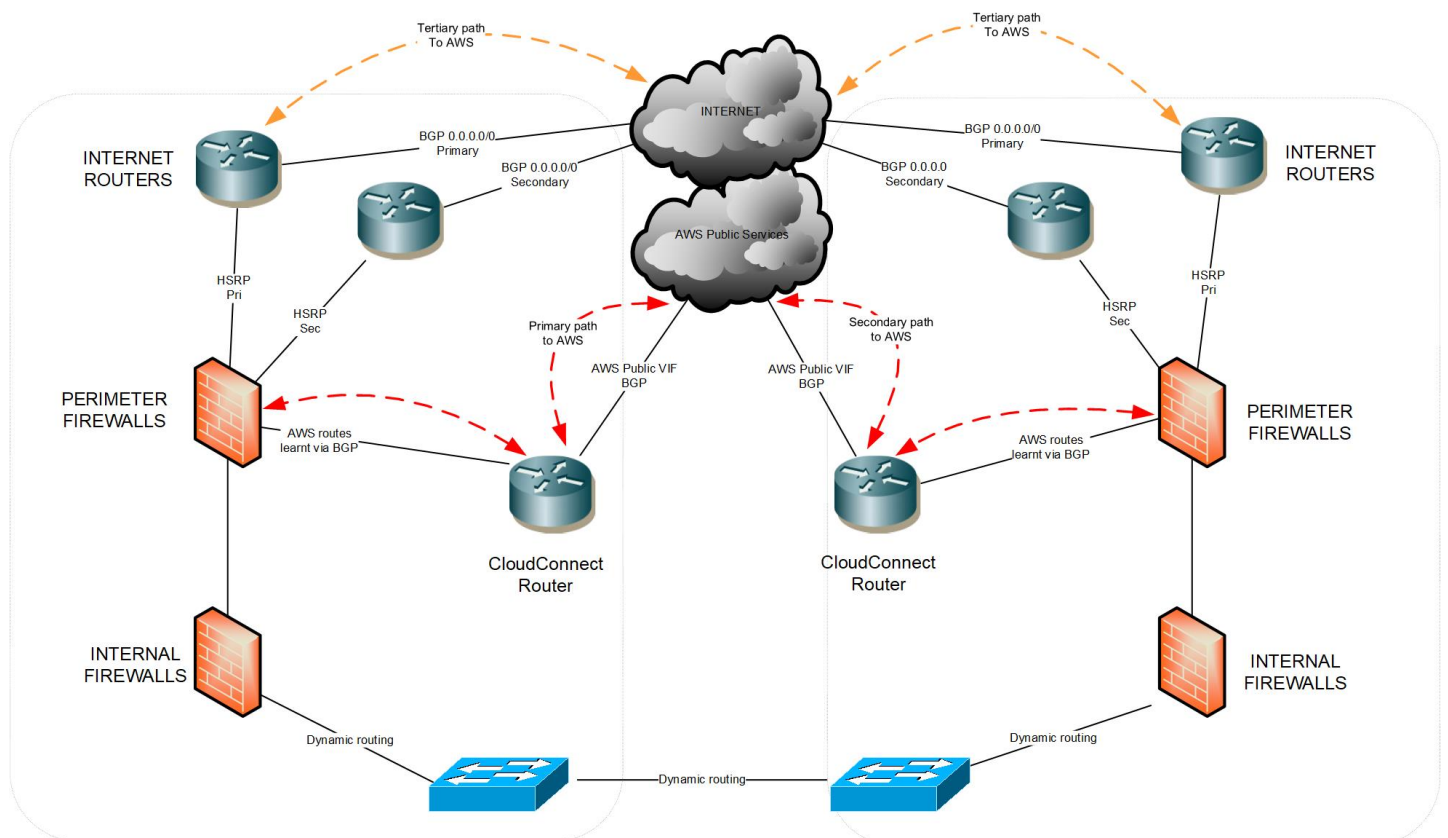 Tertiary path
To AWS
Tertiary path
To AWS
INTERNET
BGP 0.0.0.0/0
Primary
BGP 0.0.0.0/0
Primary
INTERNET
ROUTERS
BGP 0.0.0.0/0
Secondary
BGP 0.0.0.0
Secondary
INTERNET
ROUTERS
AWS Public Services
HSRP
Pri
HSRP
Sec
HSRP
Pri
HSRP
Sec
Primary path
to AWS
Secondary path
to AWS
AWS Public VIF
BGP
AWS Public VIF
BGP
PERIMETER
FIREWALLS
PERIMETER
FIREWALLS
AWS routes
learnt via BGP
AWS routes
learnt via BGP
CloudConnect
Router
CloudConnect
Router
INTERNAL
FIREWALLS
INTERNAL
FIREWALLS
Dynamic routing
Dynamic routing
Dynamic routing